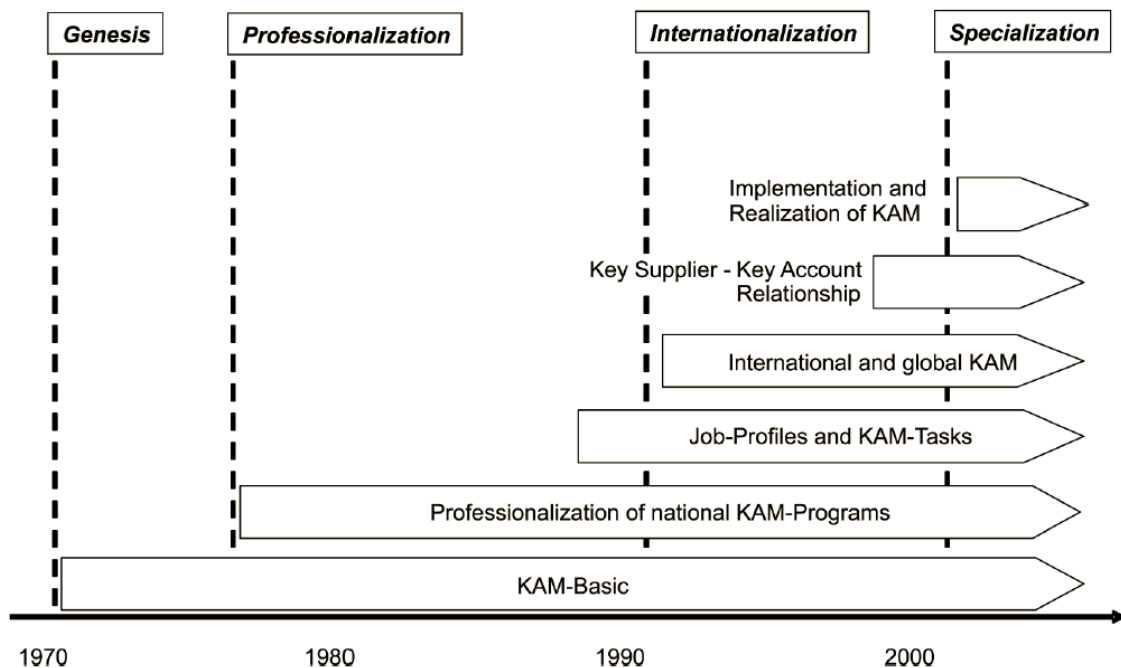 Genesis
Professionalization
Internationalization
Specialization
Implementation and
Realization of KAM
Key Supplier - Key Account
Relationship
International and global KAM
Job-Profiles and KAM-Tasks
Professionalization of national KAM-Programs
KAM-Basic
1970
1980
1990
2000